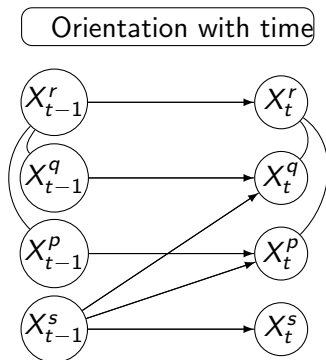 Orientation with time
X^r_{t−1} X^r_t
X^q_{t−1} X^q_t
X^p_{t−1} X^p_t
X^s_{t−1} X^s_t